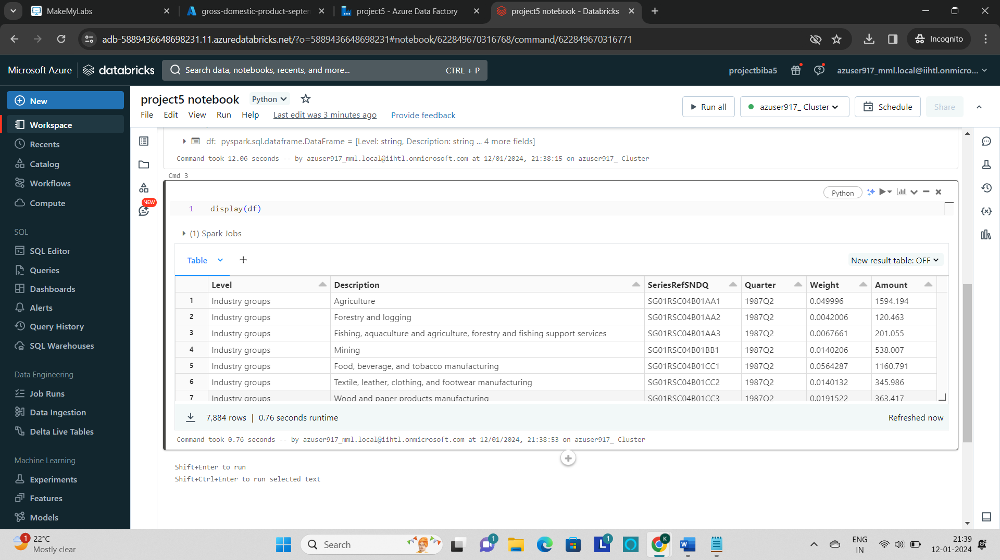 MakeMyLabs
gross-domestic-product-septem
project5 - Azure Data Factory
project5 notebook - Databricks
adb-5889436648698231.11.azuredatabricks.net/?o=5889436648698231#notebook/622849670316768/command/622849670316771
Incognito
Microsoft Azure
databricks
Search data, notebooks, recents, and more...
CTRL + P
projectbiba5
azuser917_mml.local@iihtl.onmicro...
New
Workspace
Recents
Catalog
Workflows
Compute
SQL
SQL Editor
Queries
Dashboards
Alerts
Query History
SQL Warehouses
Data Engineering
Job Runs
Data Ingestion
Delta Live Tables
Machine Learning
Experiments
Features
Models
project5 notebook
Python
File Edit View Run Help Last edit was 3 minutes ago Provide feedback
Run all
azuser917_ Cluster
Schedule
Share
NEW
df: pyspark.sql.dataframe.DataFrame = [Level: string, Description: string ... 4 more fields]
Command took 12.06 seconds -- by azuser917_mml.local@iihtl.onmicrosoft.com at 12/01/2024, 21:38:15 on azuser917_ Cluster
Cmd 3
Python
1 display(df)
(1) Spark Jobs
Table
New result table: OFF
Level Description SeriesRefSNDQ Quarter Weight Amount
1 Industry groups Agriculture SG01RSC04B01AA1 1987Q2 0.049996 1594.194
2 Industry groups Forestry and logging SG01RSC04B01AA2 1987Q2 0.0042006 120.463
3 Industry groups Fishing, aquaculture and agriculture, forestry and fishing support services SG01RSC04B01AA3 1987Q2 0.0067661 201.055
4 Industry groups Mining SG01RSC04B01BB1 1987Q2 0.0140206 538.007
5 Industry groups Food, beverage, and tobacco manufacturing SG01RSC04B01CC1 1987Q2 0.0564287 1160.791
6 Industry groups Textile, leather, clothing, and footwear manufacturing SG01RSC04B01CC2 1987Q2 0.0140132 345.986
7 Industry groups Wood and paper products manufacturing SG01RSC04B01CC3 1987Q2 0.0191522 363.417
7,884 rows | 0.76 seconds runtime
Refreshed now
Command took 0.76 seconds -- by azuser917_mml.local@iihtl.onmicrosoft.com at 12/01/2024, 21:38:53 on azuser917_ Cluster
Shift+Enter to run
Shift+Ctrl+Enter to run selected text
1
22°C
Mostly clear
Search
1
L
1
K
W
ENG
IN
21:39
12-01-2024